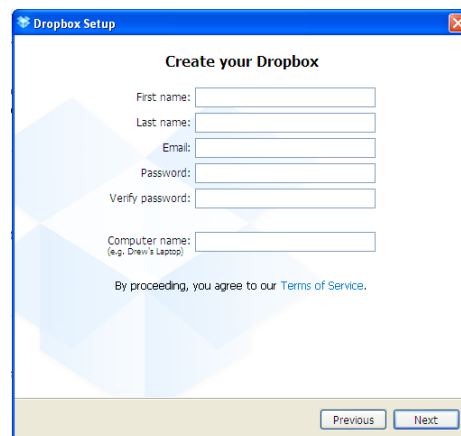 Dropbox Setup
Create your Dropbox
First name:
Last name:
Email:
Password:
Verify password:
Computer name:
(e.g. Drew's Laptop)
By proceeding, you agree to our Terms of Service.
Previous Next